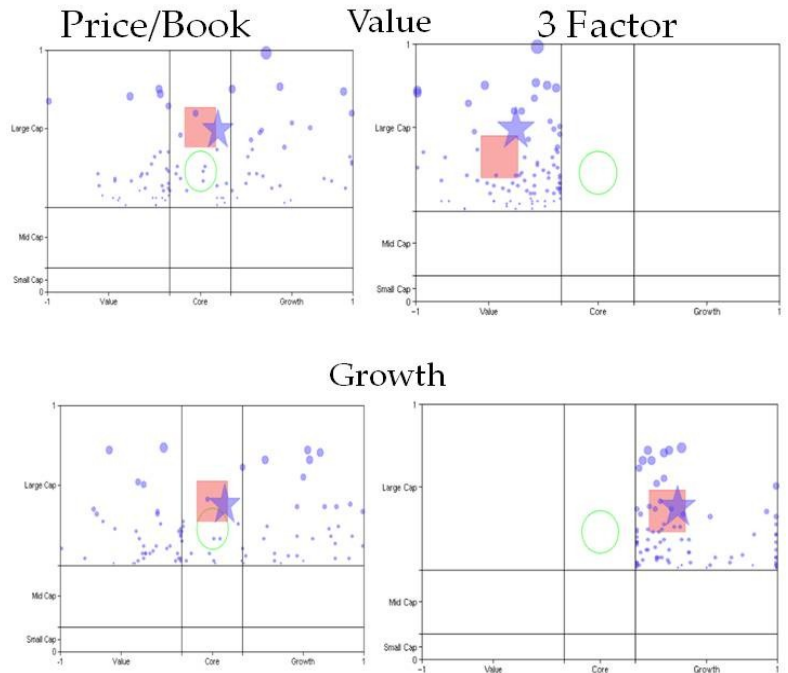 Price/Book Value 3 Factor
1 1
Large Cap Large Cap
Mid Cap Mid Cap
Small Cap Small Cap
0 0
-1 Value Core Growth 1 -1 Value Core Growth 1
Growth
1 1
Large Cap Large Cap
Mid Cap Mid Cap
Small Cap Small Cap
0 0
-1 Value Core Growth 1 -1 Value Core Growth 1